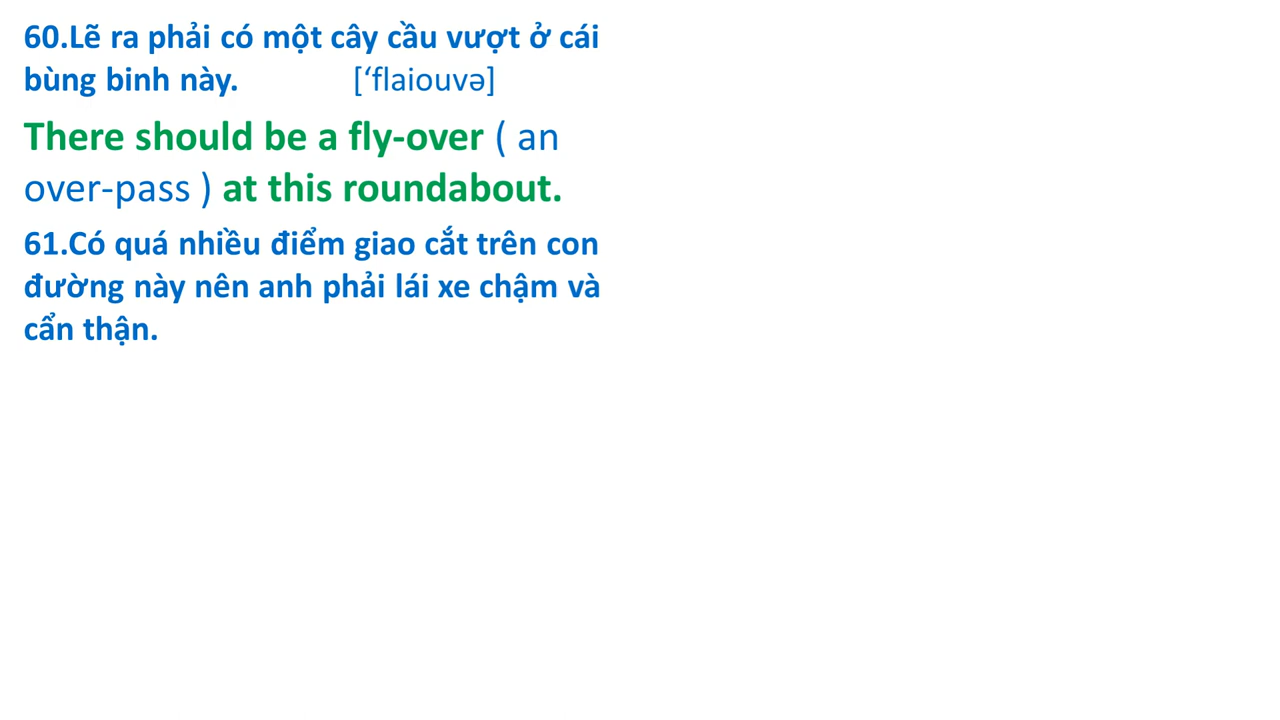 60.Lẽ ra phải có một cây cầu vượt ở cái
bùng binh này. [‘flaiouvə]
There should be a fly-over ( an
over-pass ) at this roundabout.
61.Có quá nhiều điểm giao cắt trên con
đường này nên anh phải lái xe chậm và
cẩn thận.